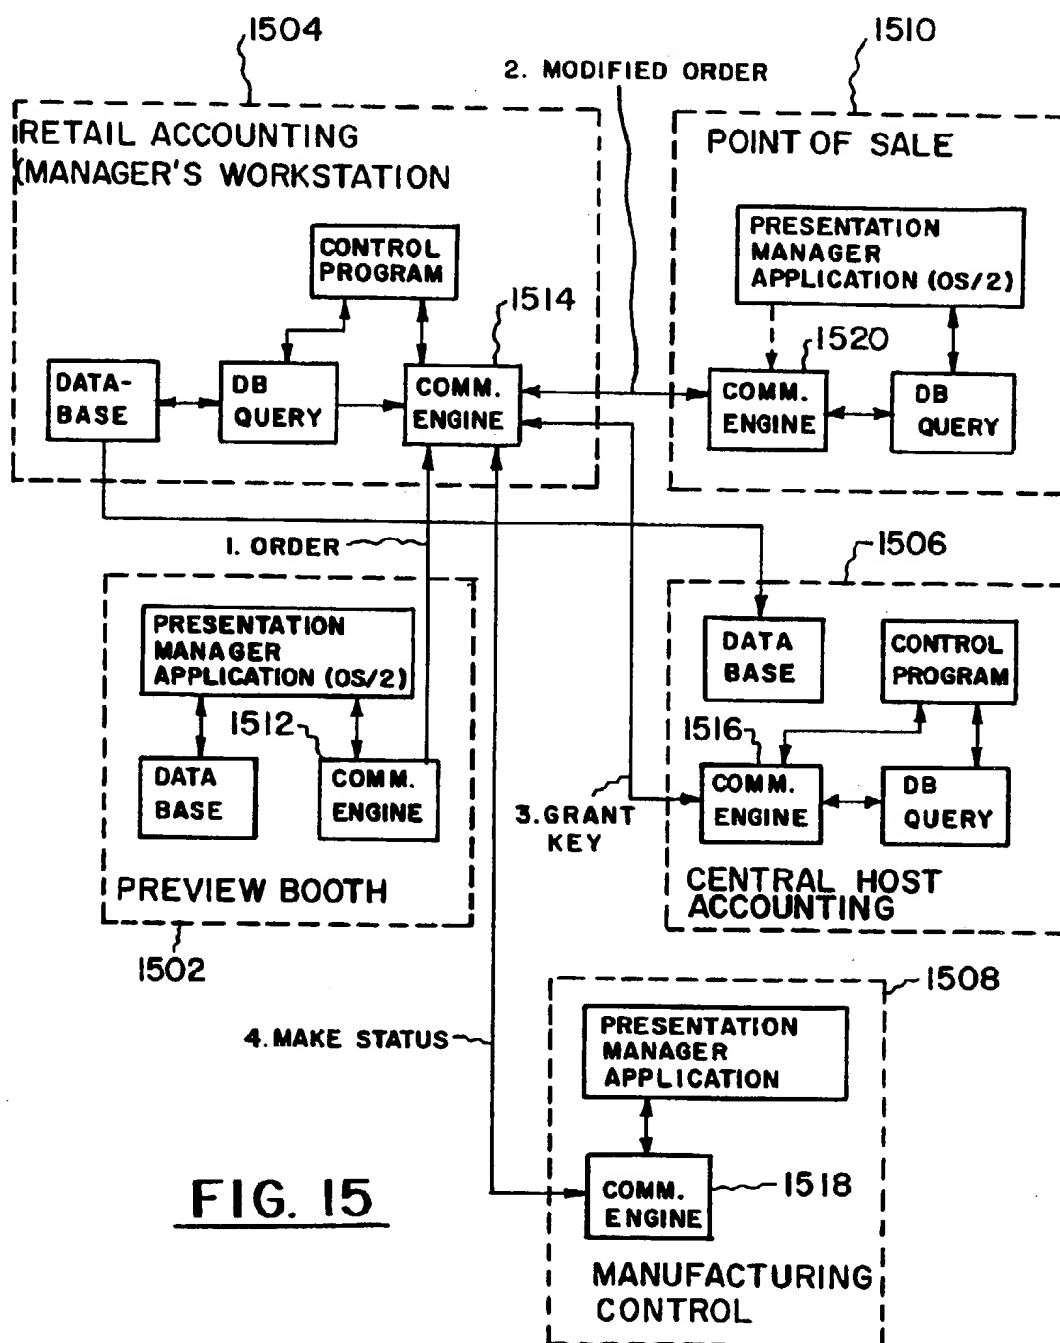 1504
1510
2. MODIFIED ORDER
RETAIL ACCOUNTING
(MANAGER'S WORKSTATION
POINT OF SALE
CONTROL
PROGRAM
PRESENTATION
MANAGER
APPLICATION (OS/2)
1514
1520
DATA-
BASE
DB
QUERY
COMM.
ENGINE
COMM.
ENGINE
DB
QUERY
1. ORDER
1506
PRESENTATION
MANAGER
APPLICATION (OS/2)
DATA
BASE
CONTROL
PROGRAM
1512
1516
DATA
BASE
COMM.
ENGINE
COMM.
ENGINE
DB
QUERY
3. GRANT
KEY
PREVIEW BOOTH
CENTRAL HOST
ACCOUNTING
1502
1508
4. MAKE STATUS
PRESENTATION
MANAGER
APPLICATION
COMM.
ENGINE
1518
FIG. 15
MANUFACTURING
CONTROL